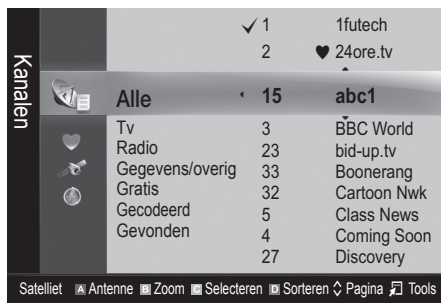 Kanalen
✓ 1 1futech
2 ♥ 24ore.tv
Alle 15 abc1
Tv 3 BBC World
Radio 23 bid-up.tv
Gegevens/overig 33 Boonerang
Gratis 32 Cartoon Nwk
Gecodeerd 5 Class News
Gevonden 4 Coming Soon
27 Discovery
Satelliet A Antenne B Zoom C Selecteren D Sorteren Pagina Tools